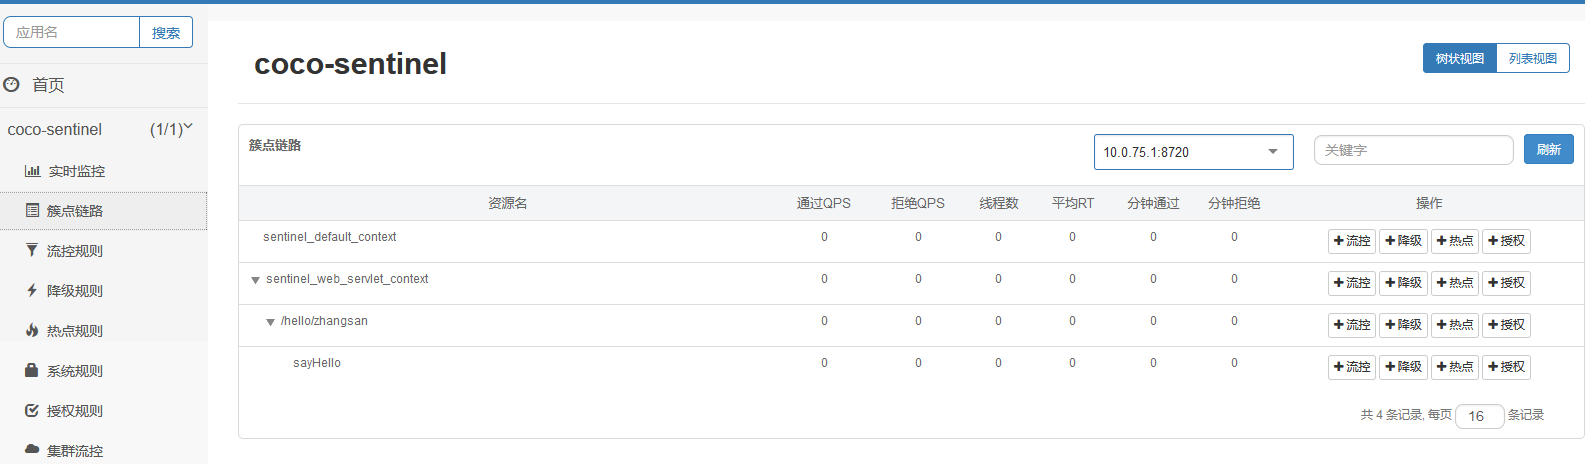 应用名 搜索
首页
coco-sentinel (1/1)
实时监控
簇点链路
流控规则
降级规则
热点规则
系统规则
授权规则
集群流控
coco-sentinel
树状视图 列表视图
簇点链路 10.0.75.1:8720 关键字 刷新
资源名 通过QPS 拒绝QPS 线程数 平均RT 分钟通过 分钟拒绝 操作
sentinel_default_context 0 0 0 0 0 0 流控 降级 热点 授权
sentinel_web_servlet_context 0 0 0 0 0 0 流控 降级 热点 授权
/hello/zhangsan 0 0 0 0 0 0 流控 降级 热点 授权
sayHello 0 0 0 0 0 0 流控 降级 热点 授权
共 4 条记录, 每页 16 条记录